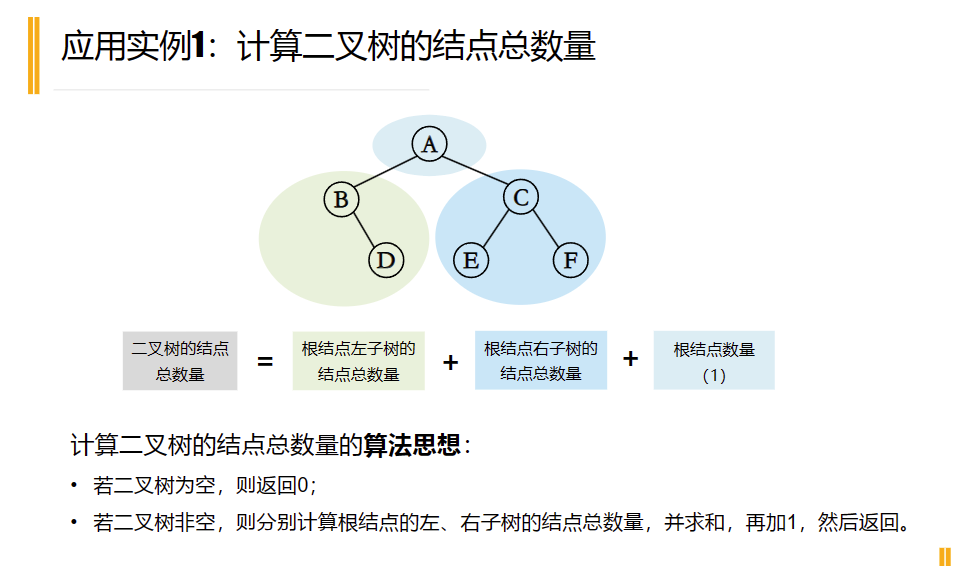 应用实例1：计算二叉树的结点总数量
A
B
C
D
E
F
二叉树的结点
总数量
=
根结点左子树的
结点总数量
+
根结点右子树的
结点总数量
+
根结点数量
（1）
计算二叉树的结点总数量的算法思想：
• 若二叉树为空，则返回0；
• 若二叉树非空，则分别计算根结点的左、右子树的结点总数量，并求和，再加1，然后返回。